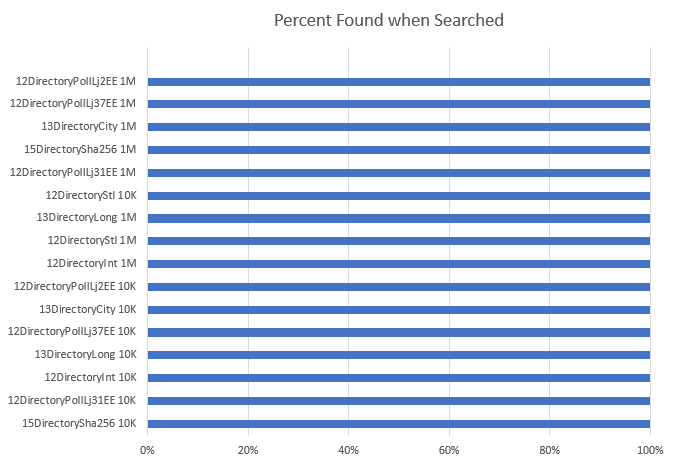 Percent Found when Searched
12DirectoryPollLj2EE 1M
12DirectoryPollLj37EE 1M
13DirectoryCity 1M
15DirectorySha256 1M
12DirectoryPollLj31EE 1M
12DirectoryStl 10K
13DirectoryLong 1M
12DirectoryStl 1M
12DirectoryInt 1M
12DirectoryPollLj2EE 10K
13DirectoryCity 10K
12DirectoryPollLj37EE 10K
13DirectoryLong 10K
12DirectoryInt 10K
12DirectoryPollLj31EE 10K
15DirectorySha256 10K
0% 20% 40% 60% 80% 100%